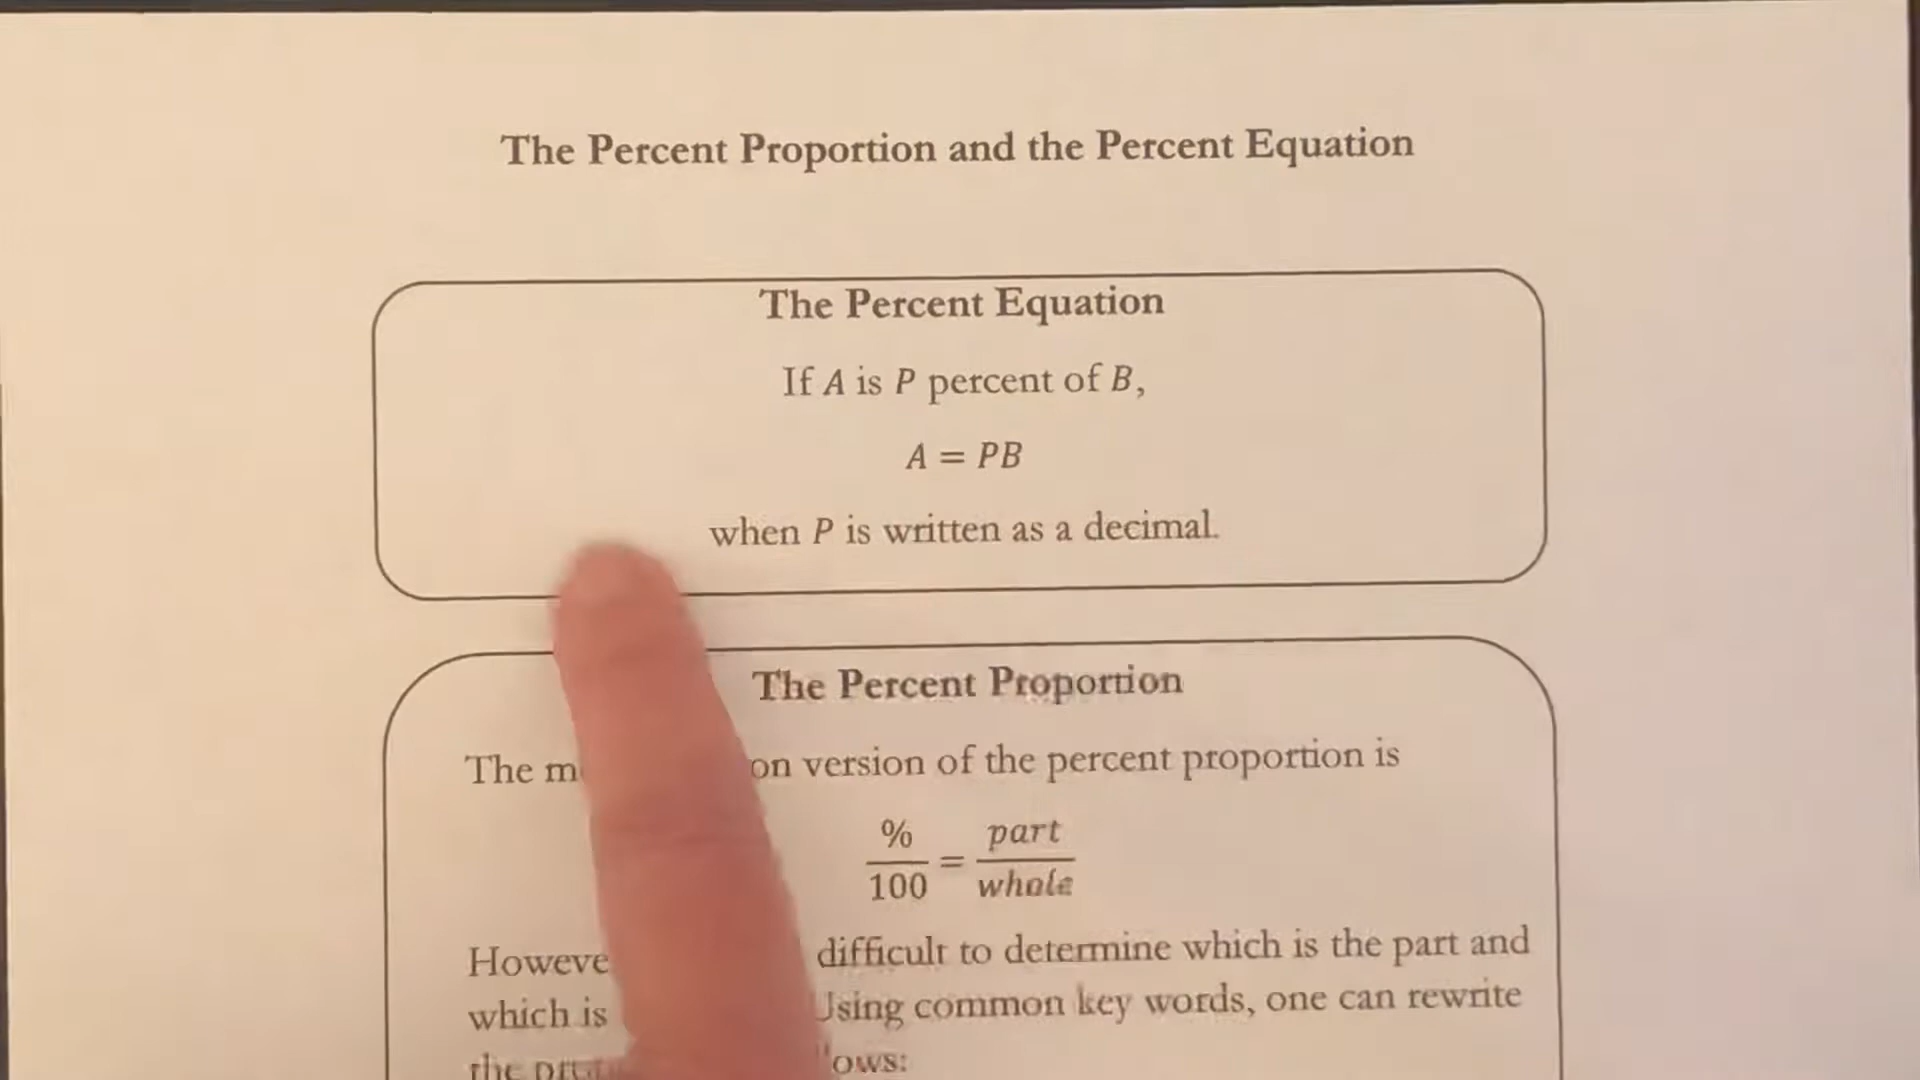 The Percent Proportion and the Percent Equation
The Percent Equation
If A is P percent of B,
A = PB
when P is written as a decimal.
The Percent Proportion
The on version of the percent proportion is
%/100 = part/whole
difficult to determine which is the part and
which is Using common key words, one can rewrite
the